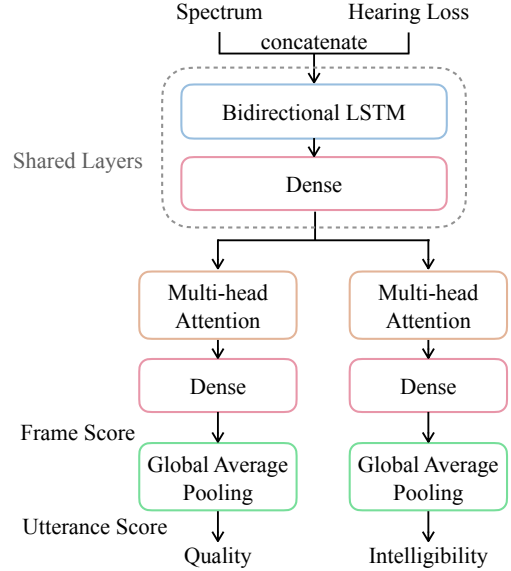 Spectrum
Hearing Loss
concatenate
Bidirectional LSTM
Shared Layers
Dense
Multi-head
Attention
Multi-head
Attention
Dense
Dense
Frame Score
Global Average
Pooling
Global Average
Pooling
Utterance Score
Quality
Intelligibility